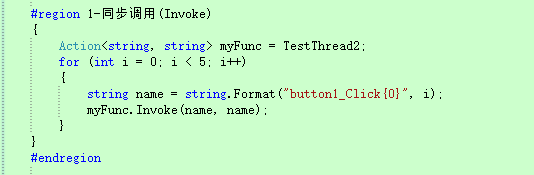 #region 1-同步调用(Invoke)
{
Action<string, string> myFunc = TestThread2;
for (int i = 0; i < 5; i++)
{
string name = string.Format("button1_Click{0}", i);
myFunc.Invoke(name, name);
}
}
#endregion